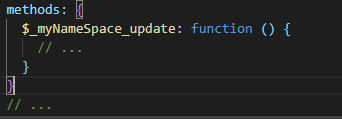 methods: {
  $_myNameSpace_update: function () {
    // ...
  }
}
// ...